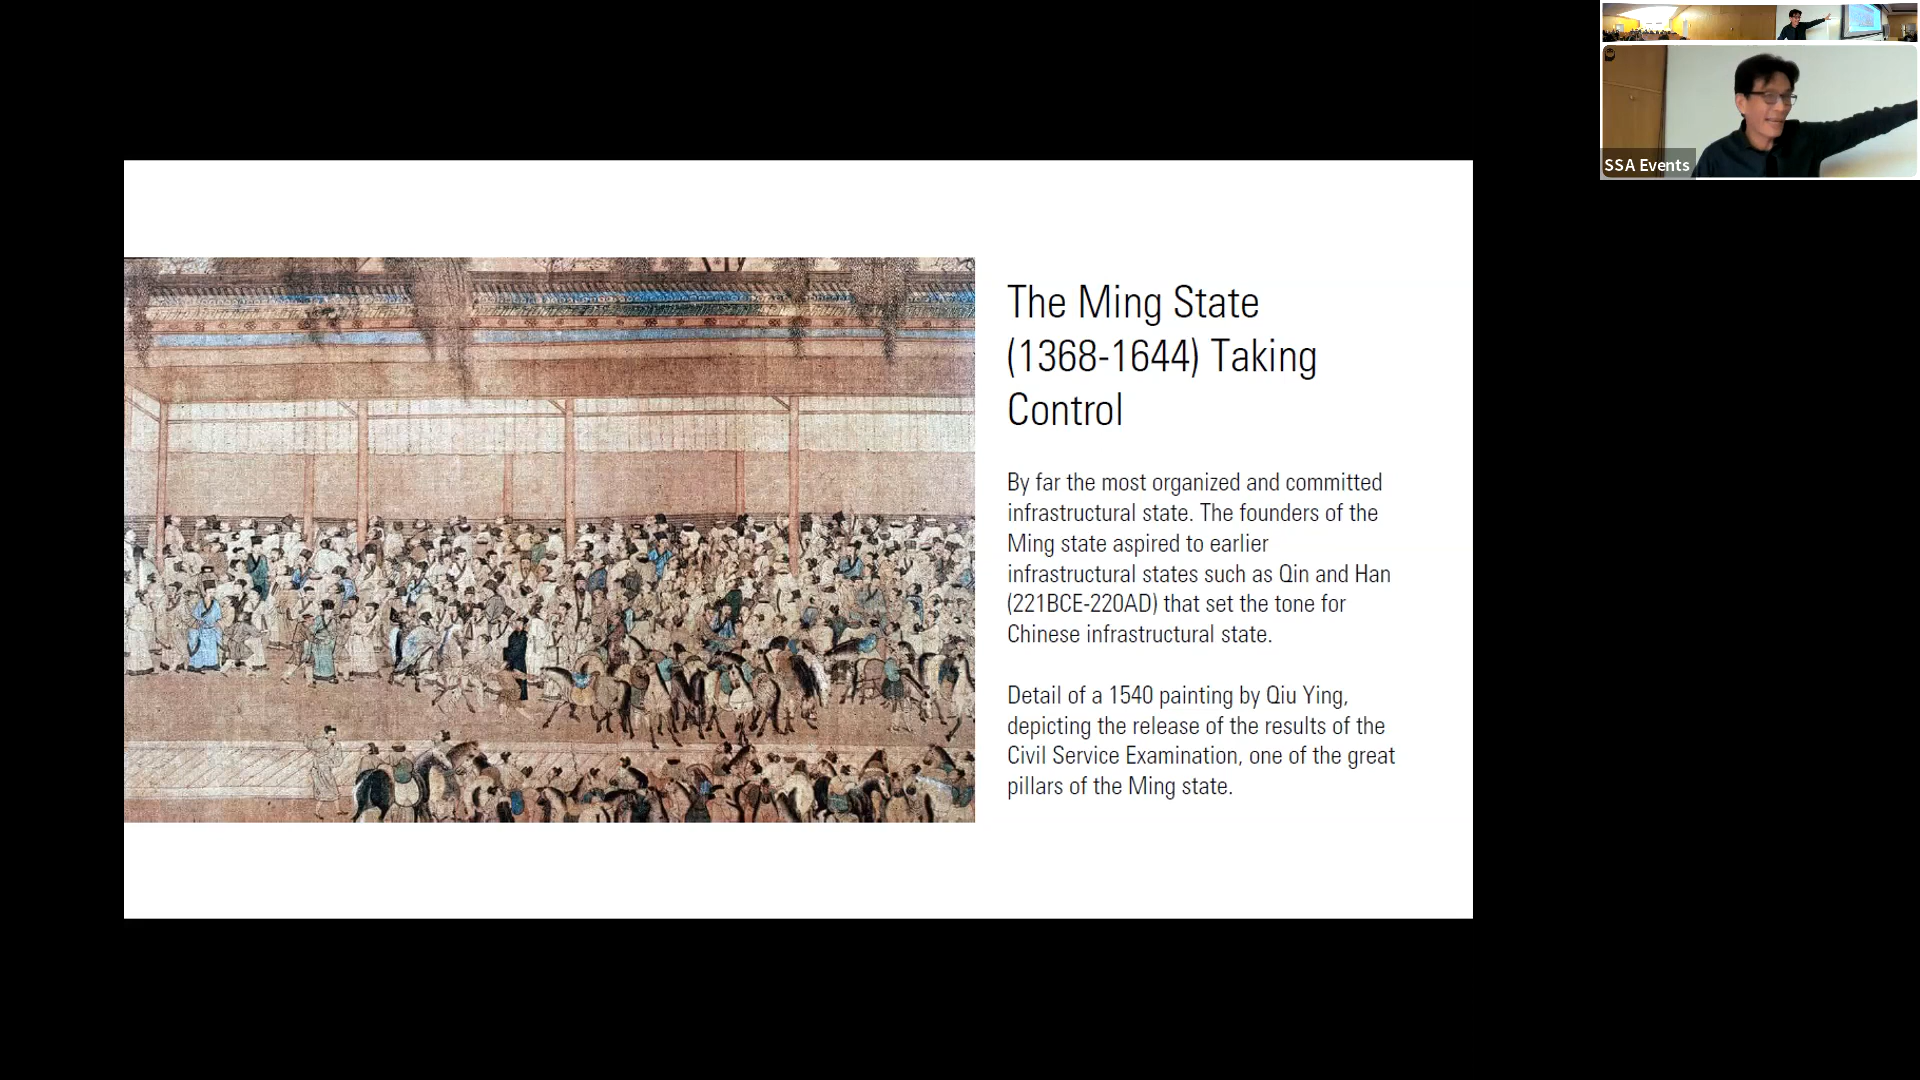 SSA Events
The Ming State
(1368-1644) Taking
Control
By far the most organized and committed
infrastructural state. The founders of the
Ming state aspired to earlier
infrastructural states such as Qin and Han
(221BCE-220AD) that set the tone for
Chinese infrastructural state.
Detail of a 1540 painting by Qiu Ying,
depicting the release of the results of the
Civil Service Examination, one of the great
pillars of the Ming state.